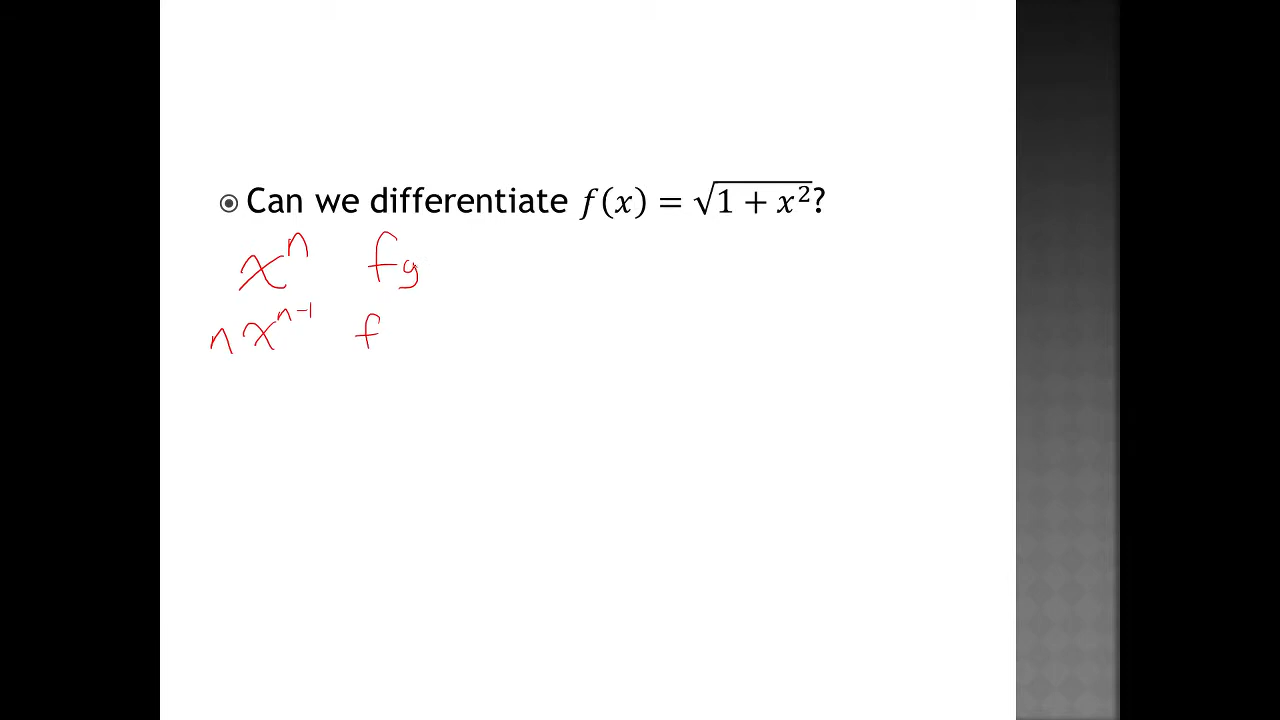 Can we differentiate f(x) = √(1 + x²)?
xⁿ fg
nxⁿ⁻¹ f